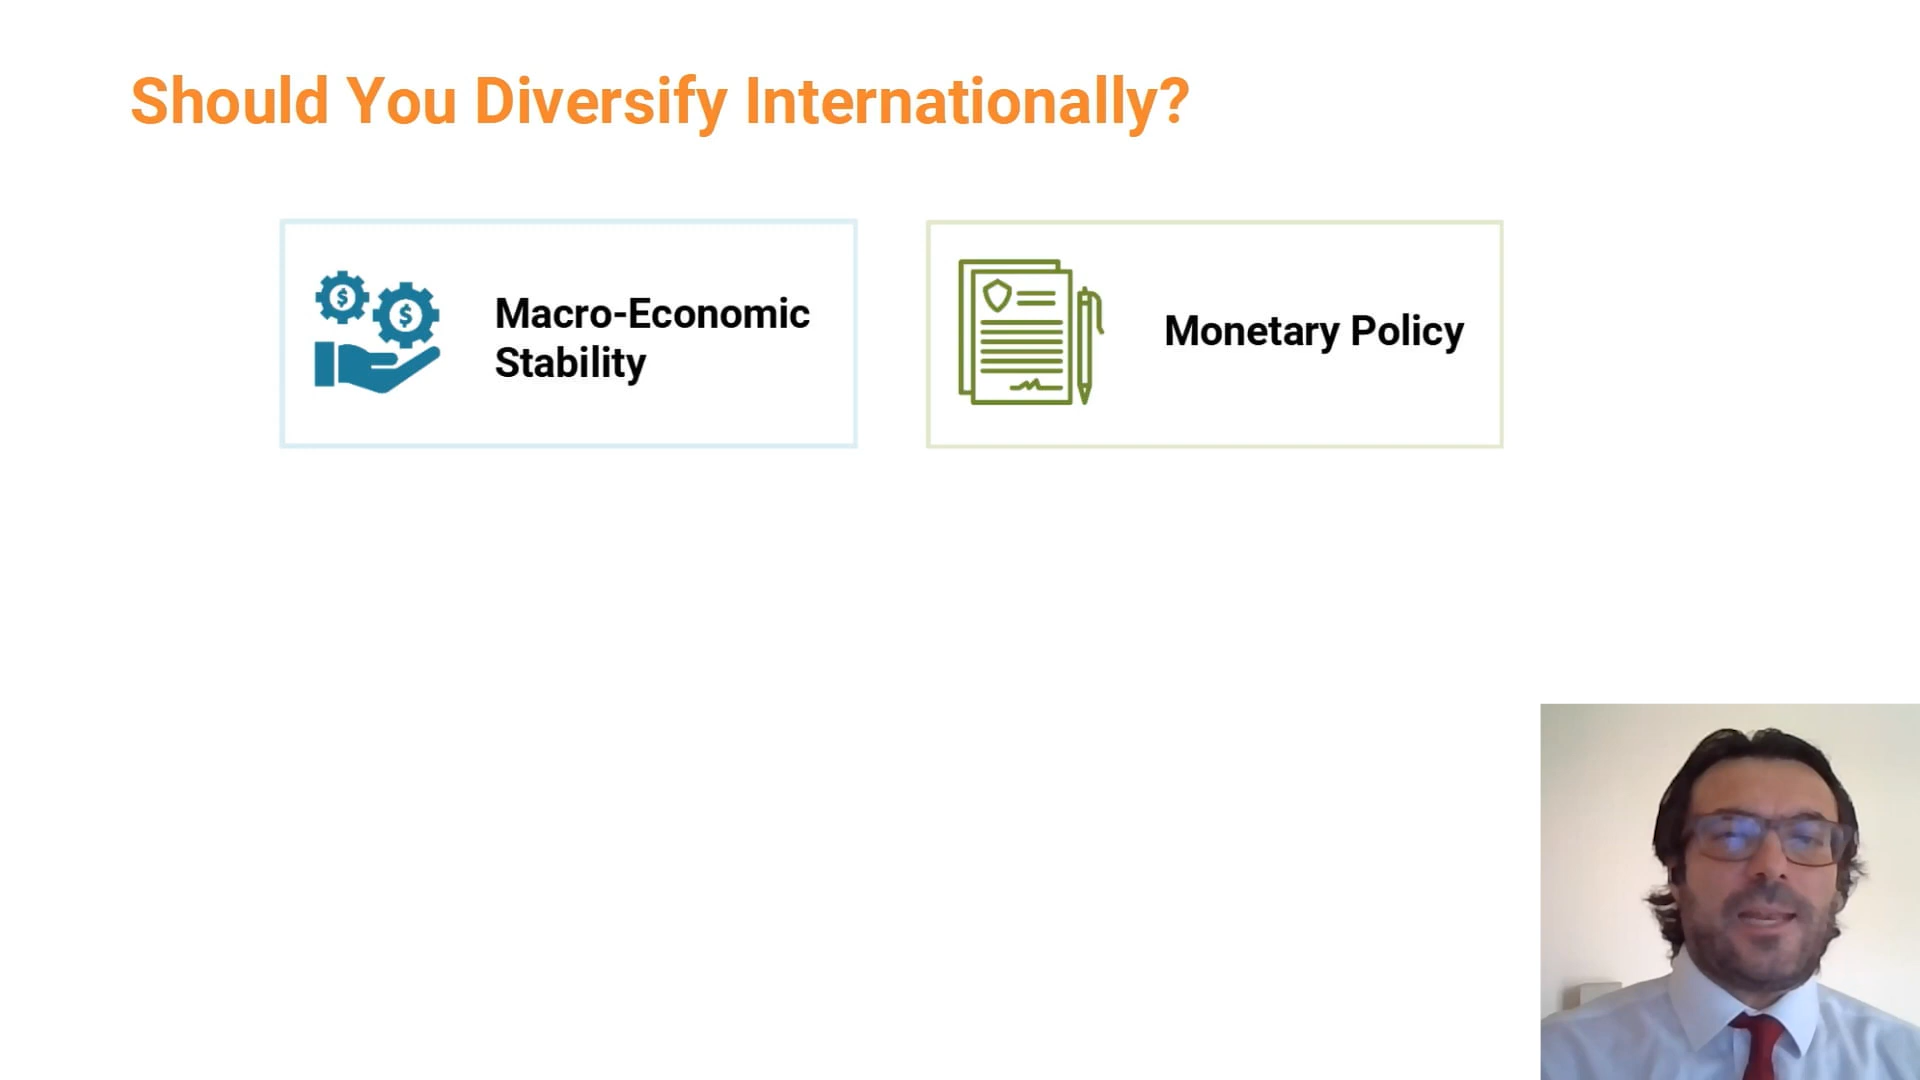 Should You Diversify Internationally?
Macro-Economic
Stability
Monetary Policy